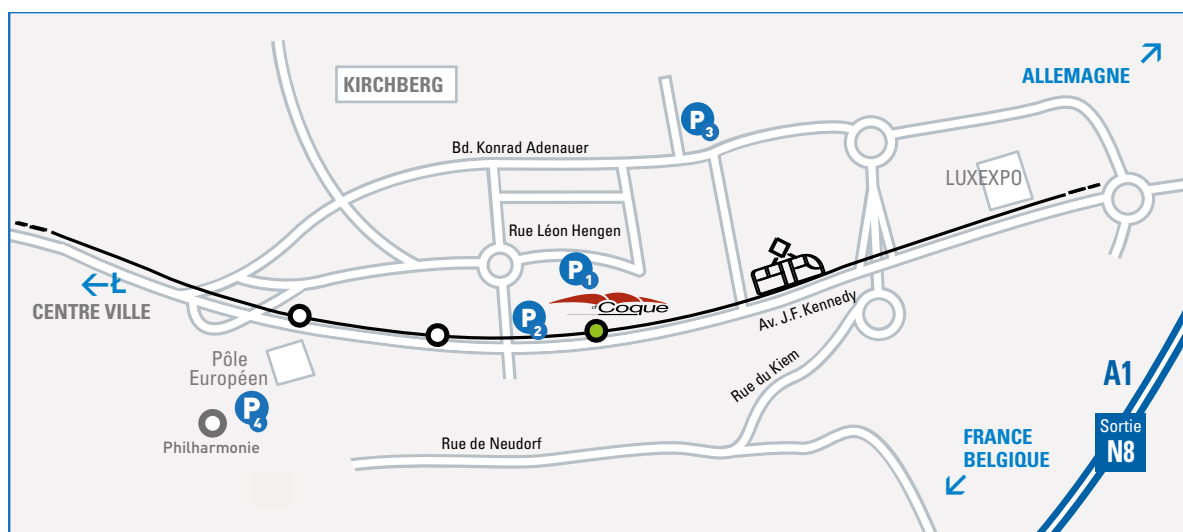 KIRCHBERG
ALLEMAGNE
P3
Bd. Konrad Adenauer
LUXEXPO
Rue Léon Hengen
P1
CENTRE VILLE
d'Coque
P2
Av. J.F. Kennedy
Pôle
Européen
Rue du Kiem
A1
P4
Philharmonie
Rue de Neudorf
Sortie
N8
FRANCE
BELGIQUE